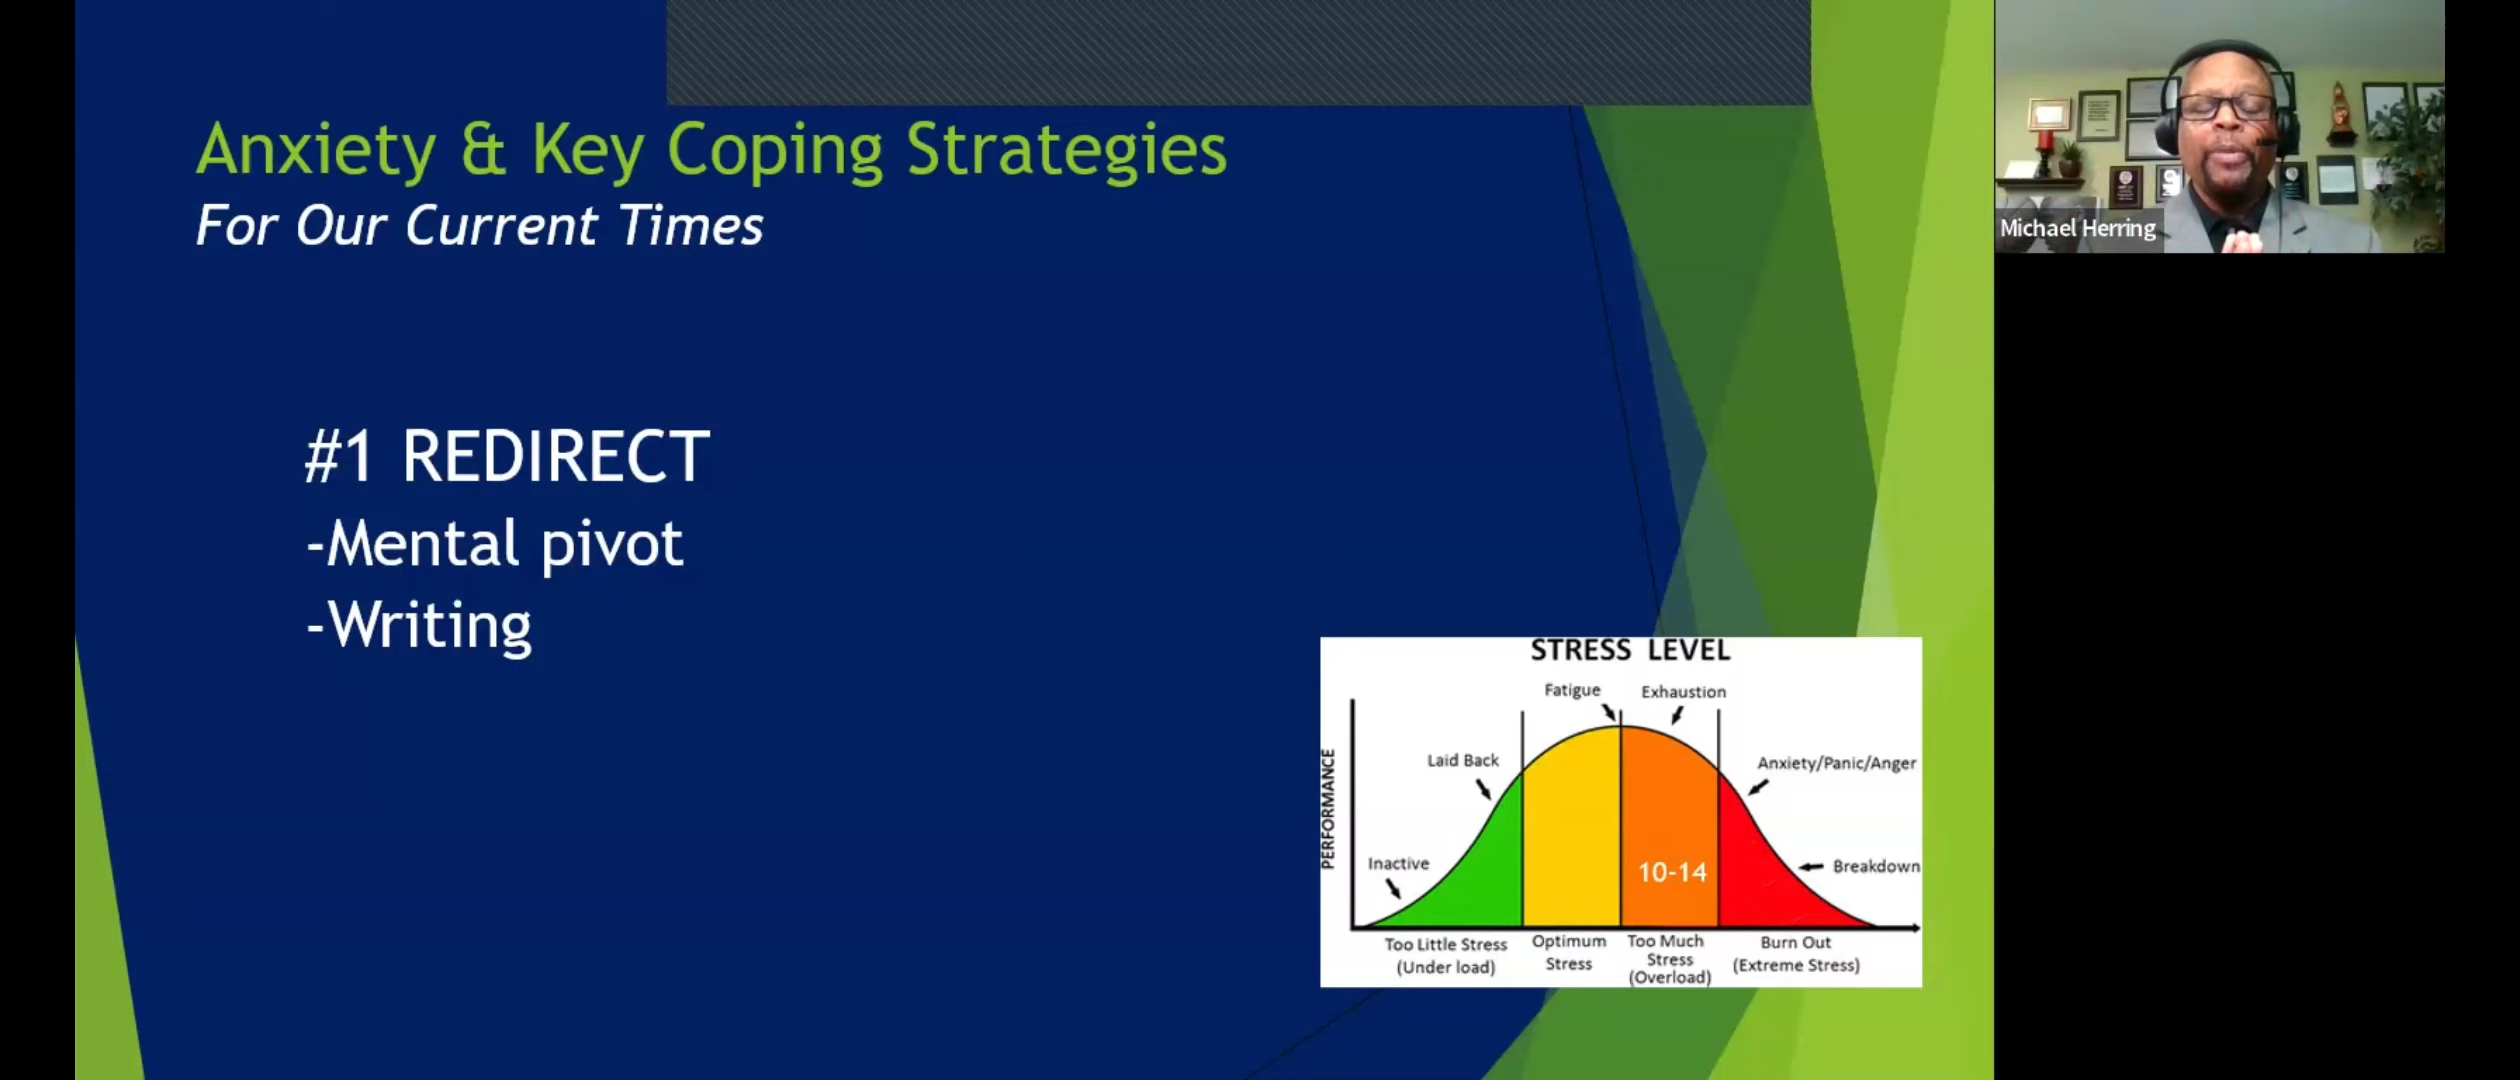 Anxiety & Key Coping Strategies
For Our Current Times
Michael Herring
#1 REDIRECT
-Mental pivot
-Writing
STRESS LEVEL
Fatigue
Exhaustion
Laid Back
Anxiety/Panic/Anger
PERFORMANCE
Inactive
10-14
Breakdown
Too Little Stress
(Under load)
Optimum
Stress
Too Much
Stress
(Overload)
Burn Out
(Extreme Stress)